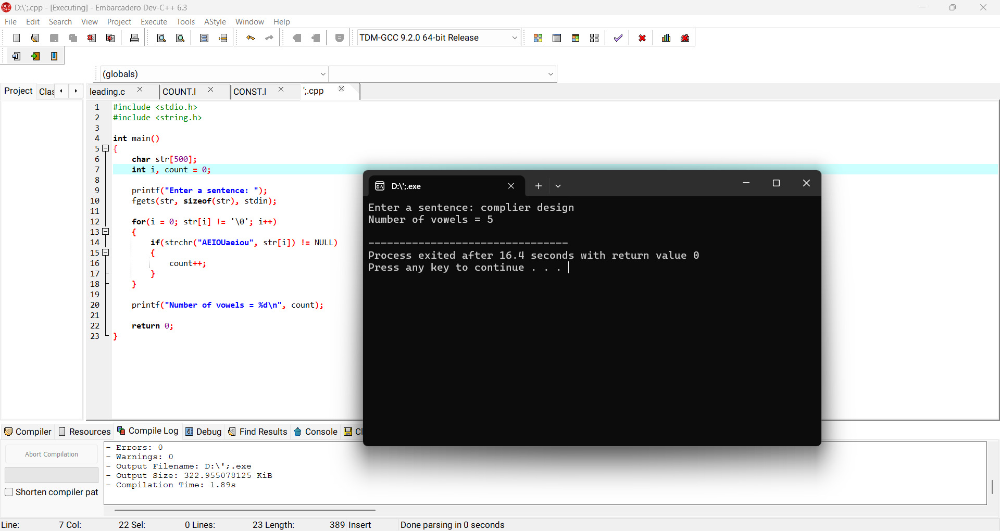 D:\';.cpp - [Executing] - Embarcadero Dev-C++ 6.3
File Edit Search View Project Execute Tools AStyle Window Help
TDM-GCC 9.2.0 64-bit Release
(globals)
Project Clas leading.c COUNT.l CONST.l ';.cpp
1 #include <stdio.h>
2 #include <string.h>
3
4 int main()
5 {
6 char str[500];
7 int i, count = 0;
8
9 printf("Enter a sentence: ");
10 fgets(str, sizeof(str), stdin);
11
12 for(i = 0; str[i] != '\0'; i++)
13 {
14 if(strchr("AEIOUaeiou", str[i]) != NULL)
15 {
16 count++;
17 }
18 }
19
20 printf("Number of vowels = %d\n", count);
21
22 return 0;
23 }
D:\';.exe
Enter a sentence: complier design
Number of vowels = 5
--------------------------------
Process exited after 16.4 seconds with return value 0
Press any key to continue . . .
Compiler Resources Compile Log Debug Find Results Console Cl
Abort Compilation
Shorten compiler pat
- Errors: 0
- Warnings: 0
- Output Filename: D:\';.exe
- Output Size: 322.955078125 KiB
- Compilation Time: 1.89s
Line: 7 Col: 22 Sel: 0 Lines: 23 Length: 389 Insert Done parsing in 0 seconds